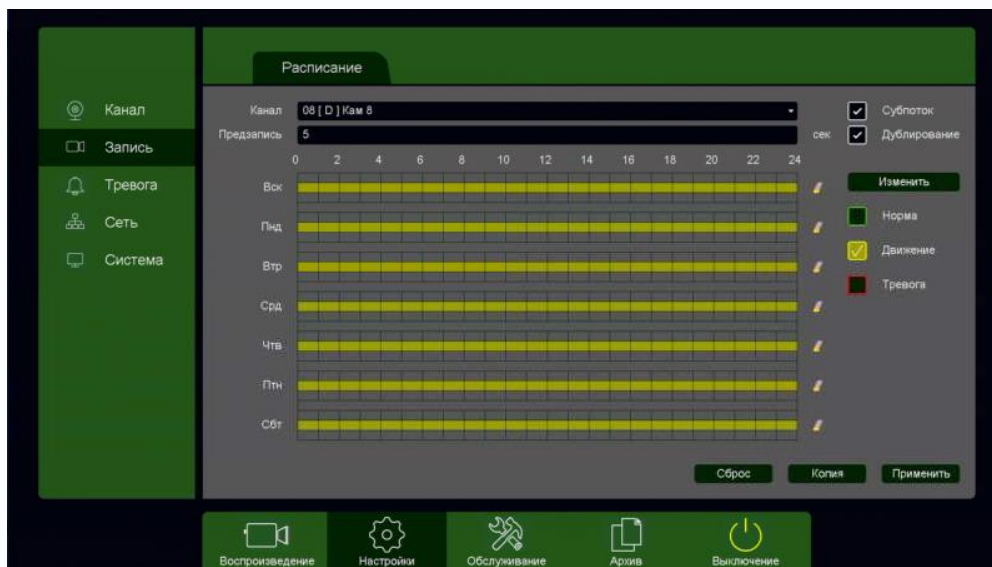 Расписание
Канал
Запись
Тревога
Сеть
Система
Канал 08 [ D ] Кам 8
Субпоток
Предзапись 5 сек
Дублирование
0 2 4 6 8 10 12 14 16 18 20 22 24
Вск
Пнд
Втр
Срд
Чтв
Птн
Сбт
Изменить
Норма
Движение
Тревога
Сброс Копия Применить
Воспроизведение Настройки Обслуживание Архив Выключение